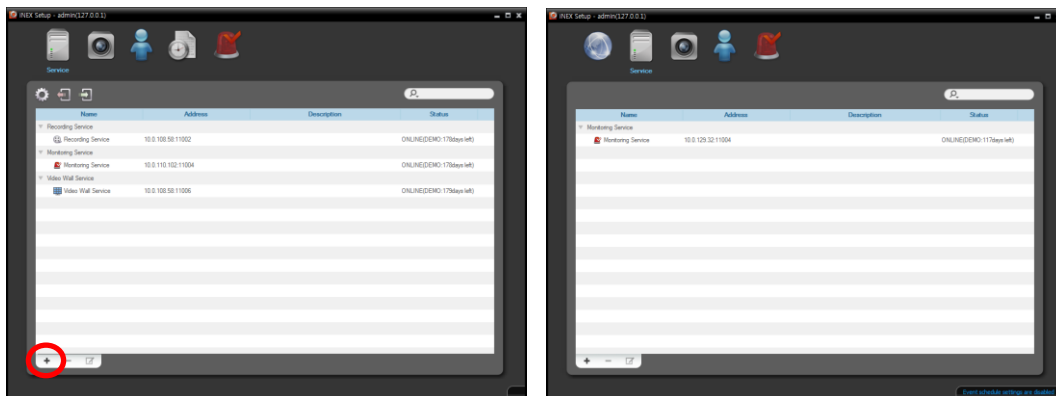 INEX Setup - admin(127.0.0.1)
Service
Name Address Description Status
Recording Service
Recording Service 10.0.108.58:11002 ONLINE(DEMO:178days left)
Monitoring Service
Monitoring Service 10.0.110.102:11004 ONLINE(DEMO:178days left)
Video Wall Service
Video Wall Service 10.0.108.58:11006 ONLINE(DEMO:179days left)
INEX Setup - admin(127.0.0.1)
Service
Name Address Description Status
Monitoring Service
Monitoring Service 10.0.129.32:11004 ONLINE(DEMO:117days left)
Event schedule settings are disabled